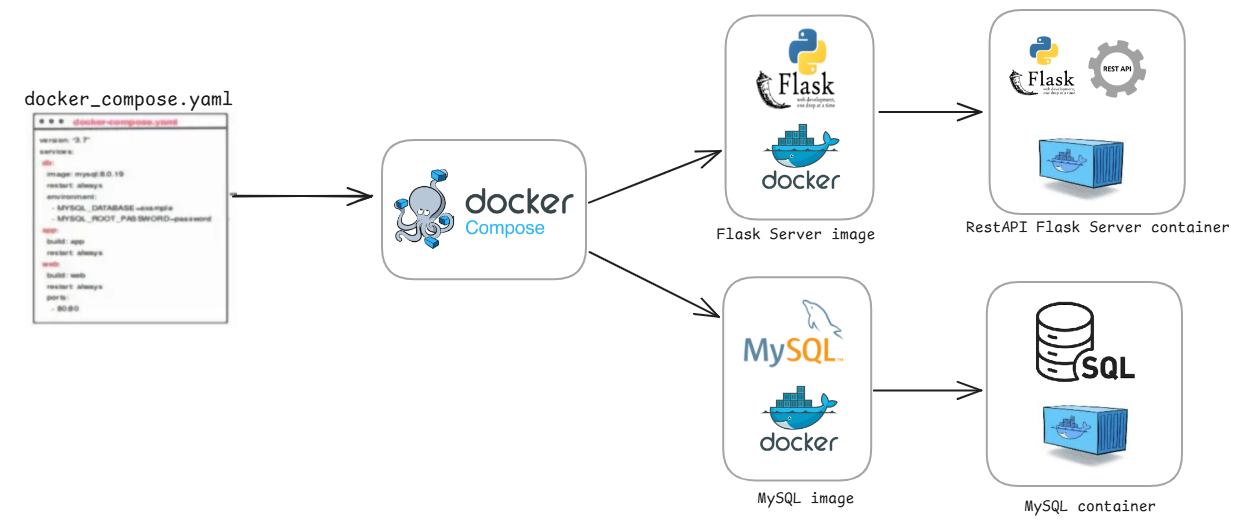 docker_compose.yaml
docker-compose.yaml
version: "3.7"
services:
db:
image: mysql:8.0.19
restart: always
environment:
- MYSQL_DATABASE=example
- MYSQL_ROOT_PASSWORD=password
app:
build: app
restart: always
web:
build: web
restart: always
ports:
- 80:80
docker
Compose
Flask
web development,
one drop at a time
docker
Flask Server image
Flask
web development,
one drop at a time
REST API
RestAPI Flask Server container
MySQL™
docker
MySQL image
SQL
MySQL container